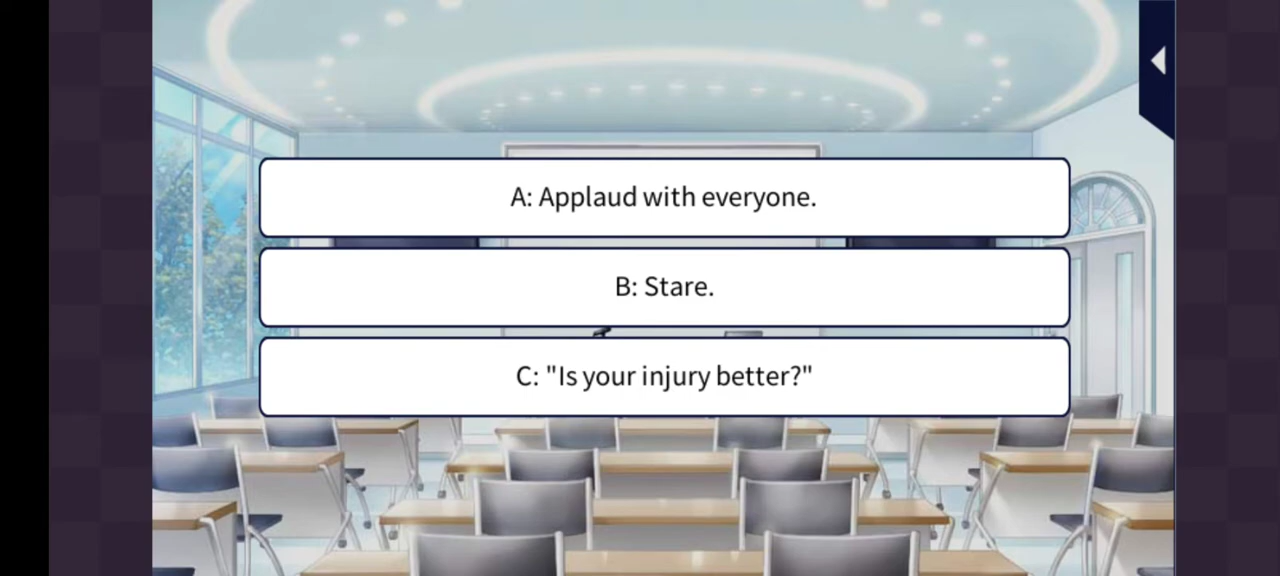 A: Applaud with everyone.
B: Stare.
C: "Is your injury better?"